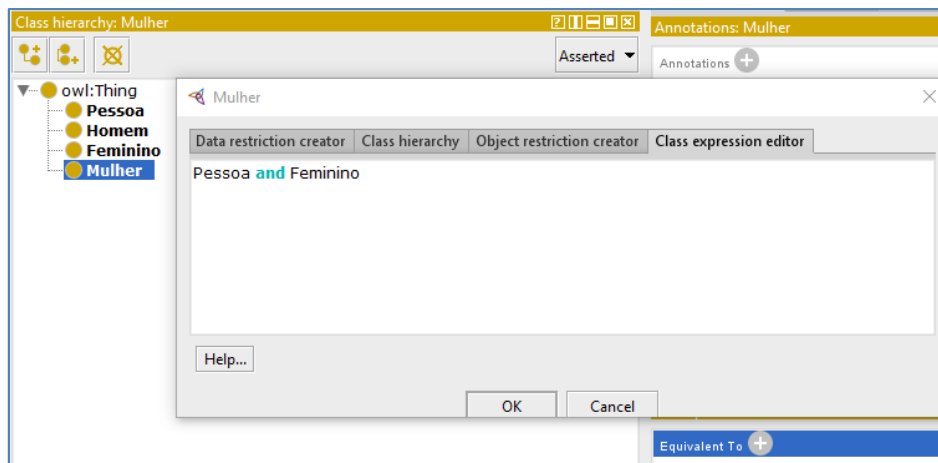 Class hierarchy: Mulher
Asserted
owl:Thing
Pessoa
Homem
Feminino
Mulher
Annotations: Mulher
Annotations
Mulher
Data restriction creator Class hierarchy Object restriction creator Class expression editor
Pessoa and Feminino
Help...
OK Cancel
Equivalent To